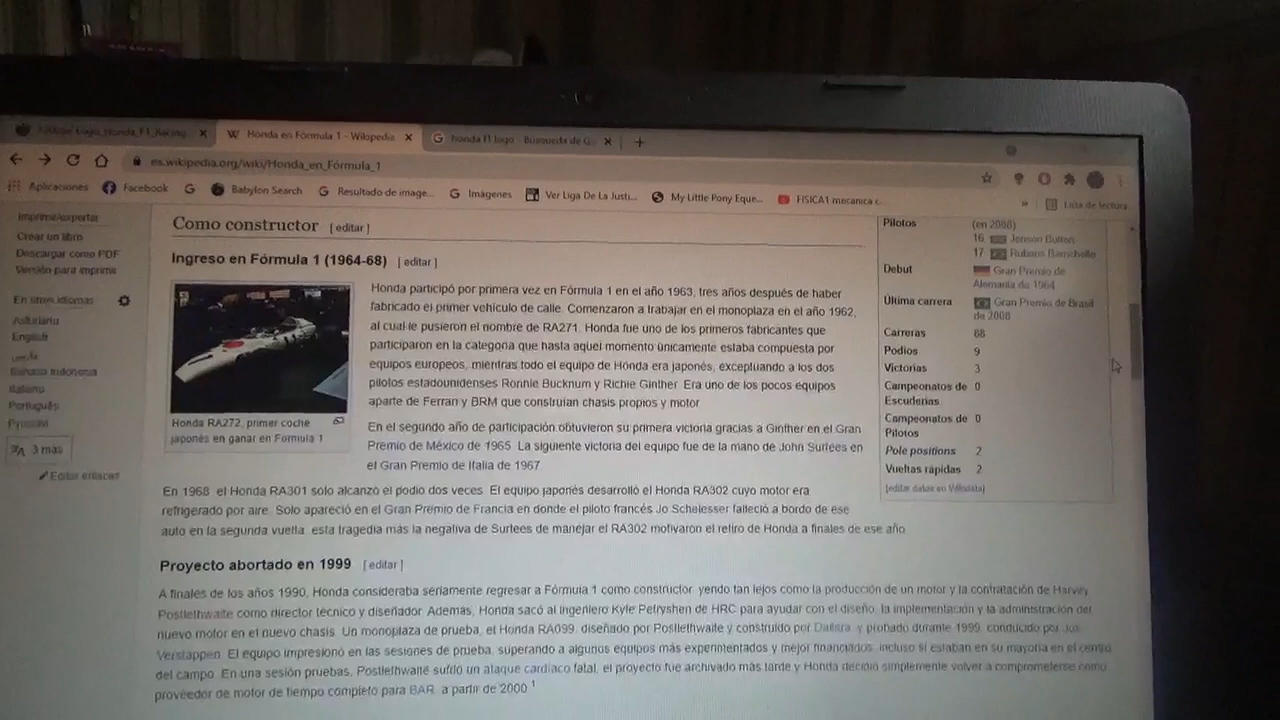 Logo_Honda_F1_Racing
Honda en Fórmula 1 - Wikipedia
honda f1 logo - Búsqueda de G
es.wikipedia.org/wiki/Honda_en_Fórmula_1
Aplicaciones
Facebook
Babylon Search
Resultado de image...
Imágenes
Ver Liga De La Justi...
My Little Pony Eque...
FISICA1 mecanica c
»
Lista de lectura
Imprimir/exportar
Crear un libro
Descargar como PDF
Versión para imprimir
En otros idiomas
Asturianu
English
Bahasa Indonesia
Italiano
Português
Русский
3 más
Editar enlaces
Como constructor [ editar ]
Ingreso en Fórmula 1 (1964-68) [ editar ]
Honda RA272, primer coche
japonés en ganar en Formula 1
Honda participó por primera vez en Fórmula 1 en el año 1963, tres años después de haber
fabricado el primer vehículo de calle. Comenzaron a trabajar en el monoplaza en el año 1962,
al cual le pusieron el nombre de RA271. Honda fue uno de los primeros fabricantes que
participaron en la categoría que hasta aquel momento únicamente estaba compuesta por
equipos europeos, mientras todo el equipo de Honda era japonés, exceptuando a los dos
pilotos estadounidenses Ronnie Bucknum y Richie Ginther. Era uno de los pocos equipos
aparte de Ferrari y BRM que construían chasis propios y motor
En el segundo año de participación obtuvieron su primera victoria gracias a Ginther en el Gran
Premio de México de 1965. La siguiente victoria del equipo fue de la mano de John Surtees en
el Gran Premio de Italia de 1967
En 1968 el Honda RA301 solo alcanzó el podio dos veces. El equipo japonés desarrolló el Honda RA302 cuyo motor era
refrigerado por aire. Solo apareció en el Gran Premio de Francia en donde el piloto francés Jo Schlesser falleció a bordo de ese
auto en la segunda vuelta, esta tragedia más la negativa de Surtees de manejar el RA302 motivaron el retiro de Honda a finales de ese año
Proyecto abortado en 1999 [ editar ]
A finales de los años 1990, Honda consideraba seriamente regresar a Fórmula 1 como constructor, yendo tan lejos como la producción de un motor y la contratación de Harvey
Postlethwaite como director técnico y diseñador. Además, Honda sacó al ingeniero Kyle Petryshen de HRC para ayudar con el diseño, la implementación y la administración del
nuevo motor en el nuevo chasis. Un monoplaza de prueba, el Honda RA099, diseñado por Postlethwaite y construido por Dallara, y probado durante 1999, conducido por Jos
Verstappen. El equipo impresionó en las sesiones de prueba, superando a algunos equipos más experimentados y mejor financiados, incluso si estaban en su mayoría en el centro
del campo. En una sesión pruebas, Postlethwaite sufrió un ataque cardíaco fatal, el proyecto fue archivado más tarde y Honda decidió simplemente volver a comprometerse como
proveedor de motor de tiempo completo para BAR, a partir de 2000.1
Pilotos (en 2008)
16 Jenson Button
17 Rubens Barrichello
Debut Gran Premio de
Alemania de 1964
Última carrera Gran Premio de Brasil
de 2008
Carreras 88
Podios 9
Victorias 3
Campeonatos de 0
Escuderías
Campeonatos de 0
Pilotos
Pole positions 2
Vueltas rápidas 2
[editar datos en Wikidata]